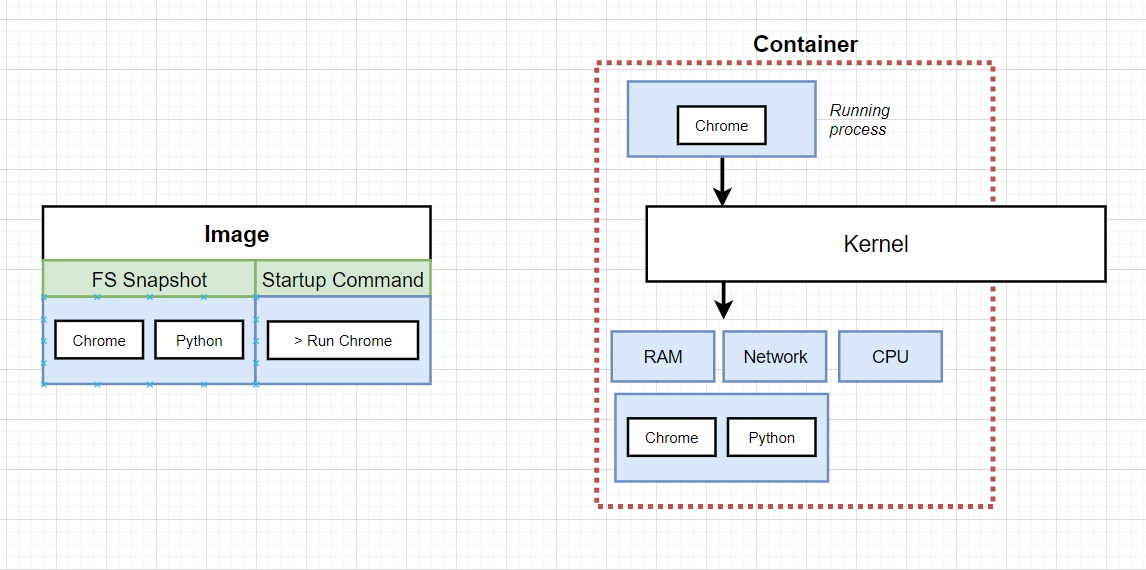 Container
Chrome
Running
process
Kernel
Image
FS Snapshot
Startup Command
Chrome
Python
> Run Chrome
RAM
Network
CPU
Chrome
Python